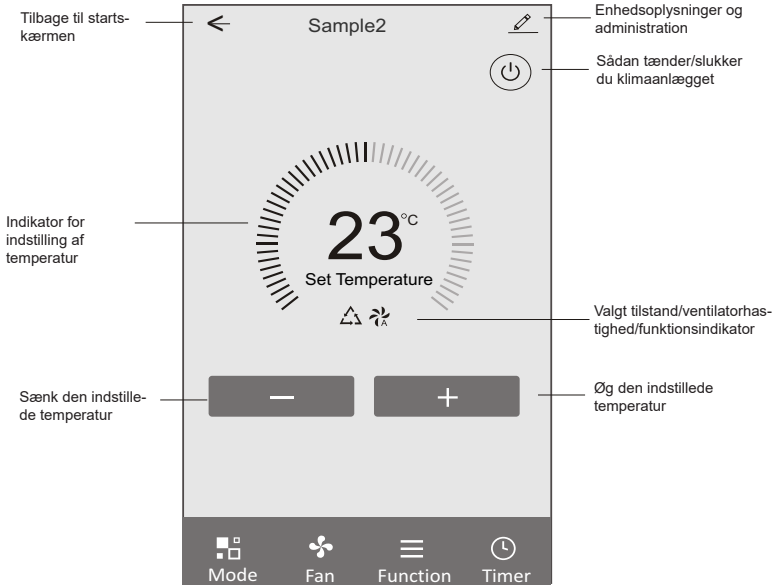 Tilbage til starts-
kærmen
Sample2
Enhedsoplysninger og
administration
Sådan tænder/slukker
du klimaanlægget
Indikator for
indstilling af
temperatur
23°C
Set Temperature
A
Valgt tilstand/ventilatorhas-
tighed/funktionsindikator
Sænk den indstille-
de temperatur
Øg den indstillede
temperatur
Mode Fan Function Timer